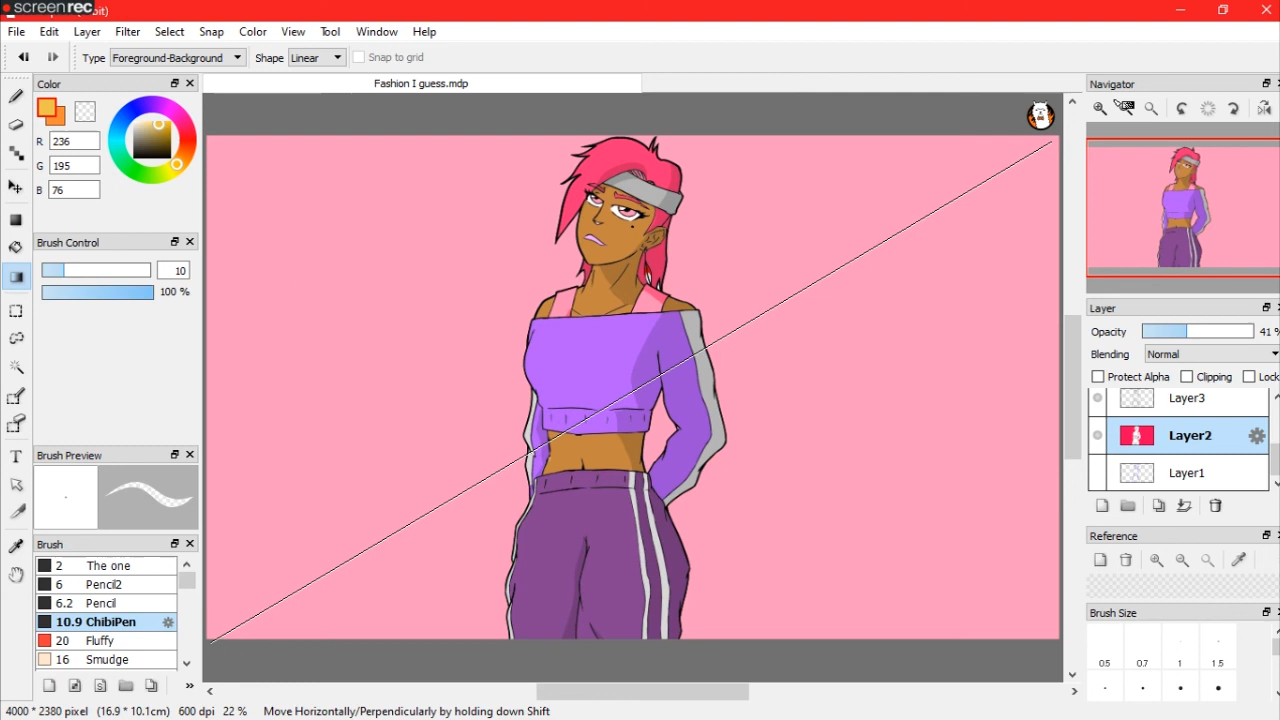 screenrec
bit)
File Edit Layer Filter Select Snap Color View Tool Window Help
Type Foreground-Background Shape Linear Snap to grid
Color
Fashion I guess.mdp
Navigator
R 236
G 195
B 76
Brush Control
10
100 %
Layer
Opacity 41 %
Blending Normal
Protect Alpha Clipping Lock
Layer3
Layer2
Layer1
Brush Preview
Reference
Brush
2 The one
6 Pencil2
6.2 Pencil
10.9 ChibiPen
20 Fluffy
16 Smudge
Brush Size
0.5 0.7 1 1.5
4000 * 2380 pixel (16.9 * 10.1cm) 600 dpi 22 % Move Horizontally/Perpendicularly by holding down Shift